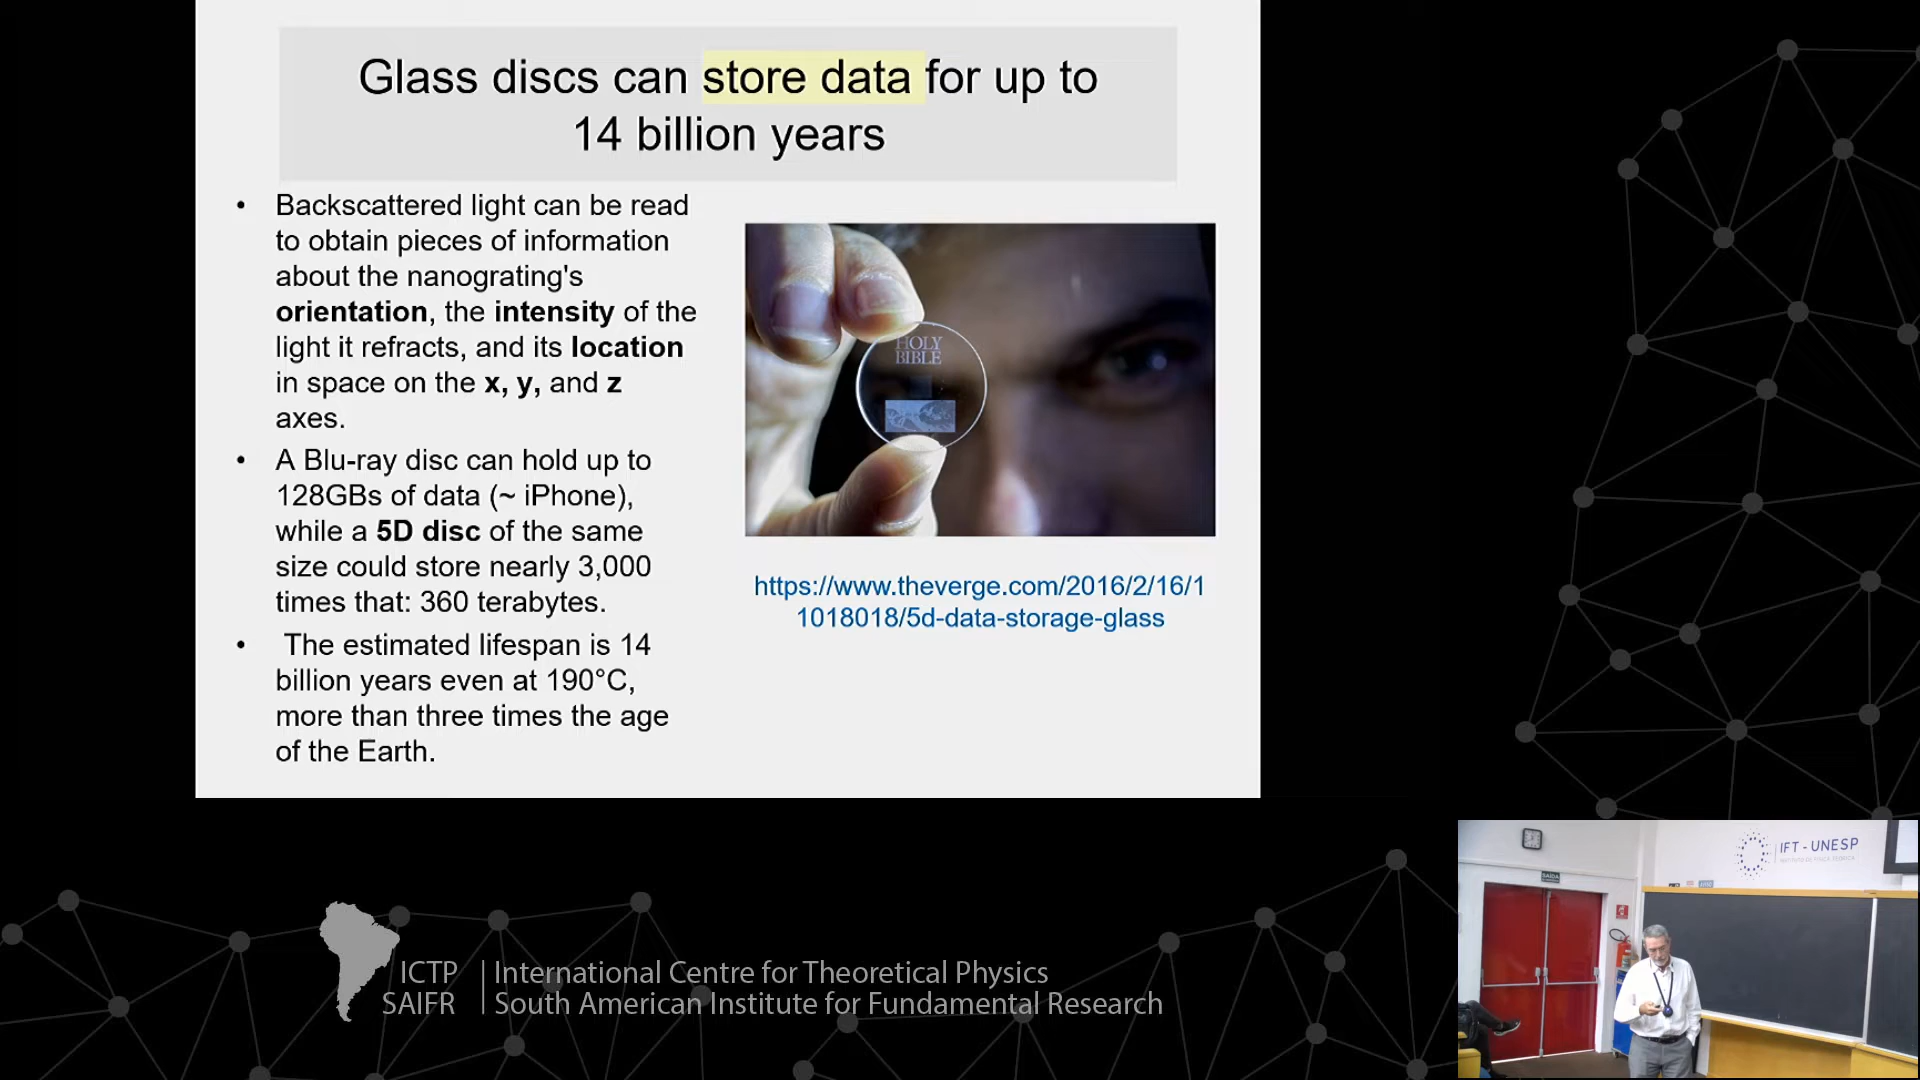 Glass discs can store data for up to
14 billion years
• Backscattered light can be read
to obtain pieces of information
about the nanograting's
orientation, the intensity of the
light it refracts, and its location
in space on the x, y, and z
axes.
• A Blu-ray disc can hold up to
128GBs of data (~ iPhone),
while a 5D disc of the same
size could store nearly 3,000
times that: 360 terabytes.
• The estimated lifespan is 14
billion years even at 190°C,
more than three times the age
of the Earth.
HOLY
BIBLE
https://www.theverge.com/2016/2/16/1
1018018/5d-data-storage-glass
IFT - UNESP
SAÍDA
ICTP
SAIFR
International Centre for Theoretical Physics
South American Institute for Fundamental Research